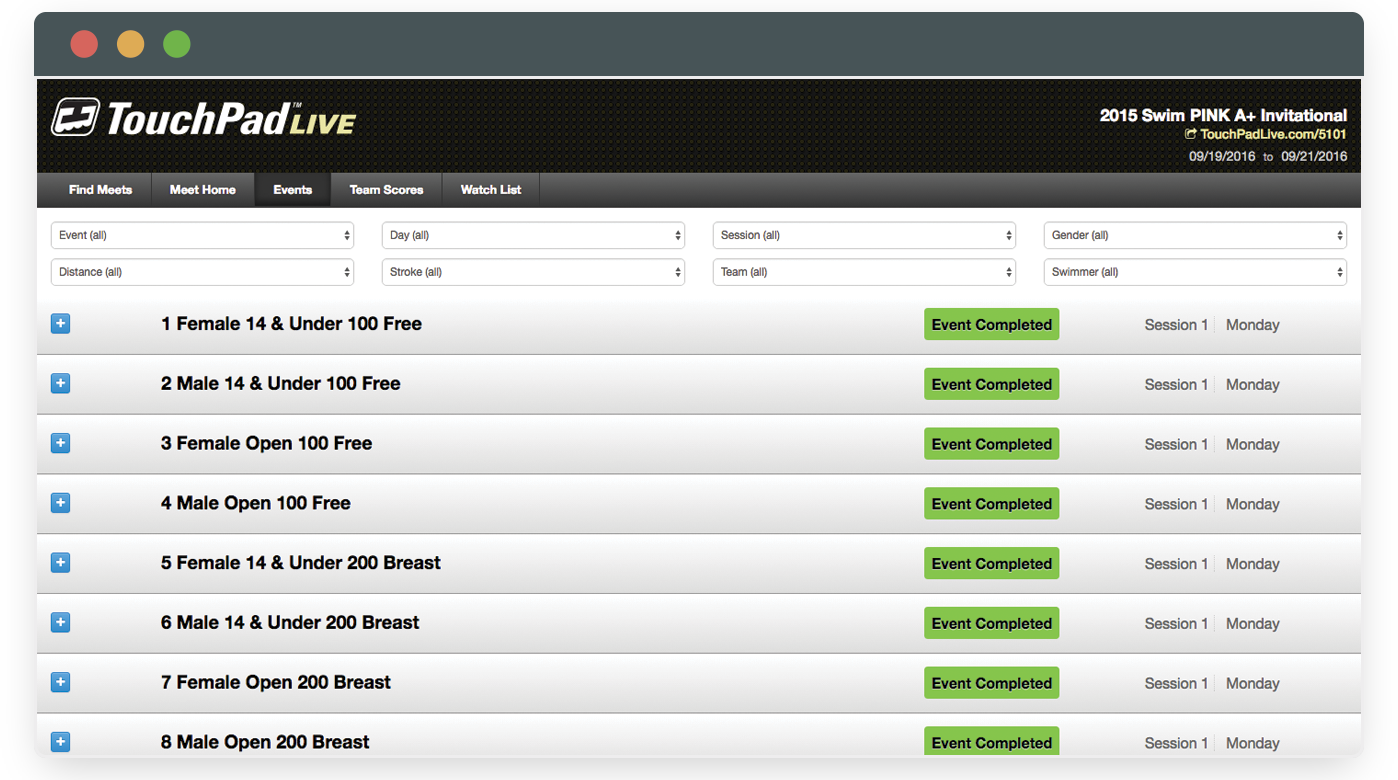 TouchPad™ LIVE
2015 Swim PINK A+ Invitational
TouchPadLive.com/5101
09/19/2016 to 09/21/2016
Find Meets Meet Home Events Team Scores Watch List
Event (all) Day (all) Session (all) Gender (all)
Distance (all) Stroke (all) Team (all) Swimmer (all)
1 Female 14 & Under 100 Free Event Completed Session 1 Monday
2 Male 14 & Under 100 Free Event Completed Session 1 Monday
3 Female Open 100 Free Event Completed Session 1 Monday
4 Male Open 100 Free Event Completed Session 1 Monday
5 Female 14 & Under 200 Breast Event Completed Session 1 Monday
6 Male 14 & Under 200 Breast Event Completed Session 1 Monday
7 Female Open 200 Breast Event Completed Session 1 Monday
8 Male Open 200 Breast Event Completed Session 1 Monday